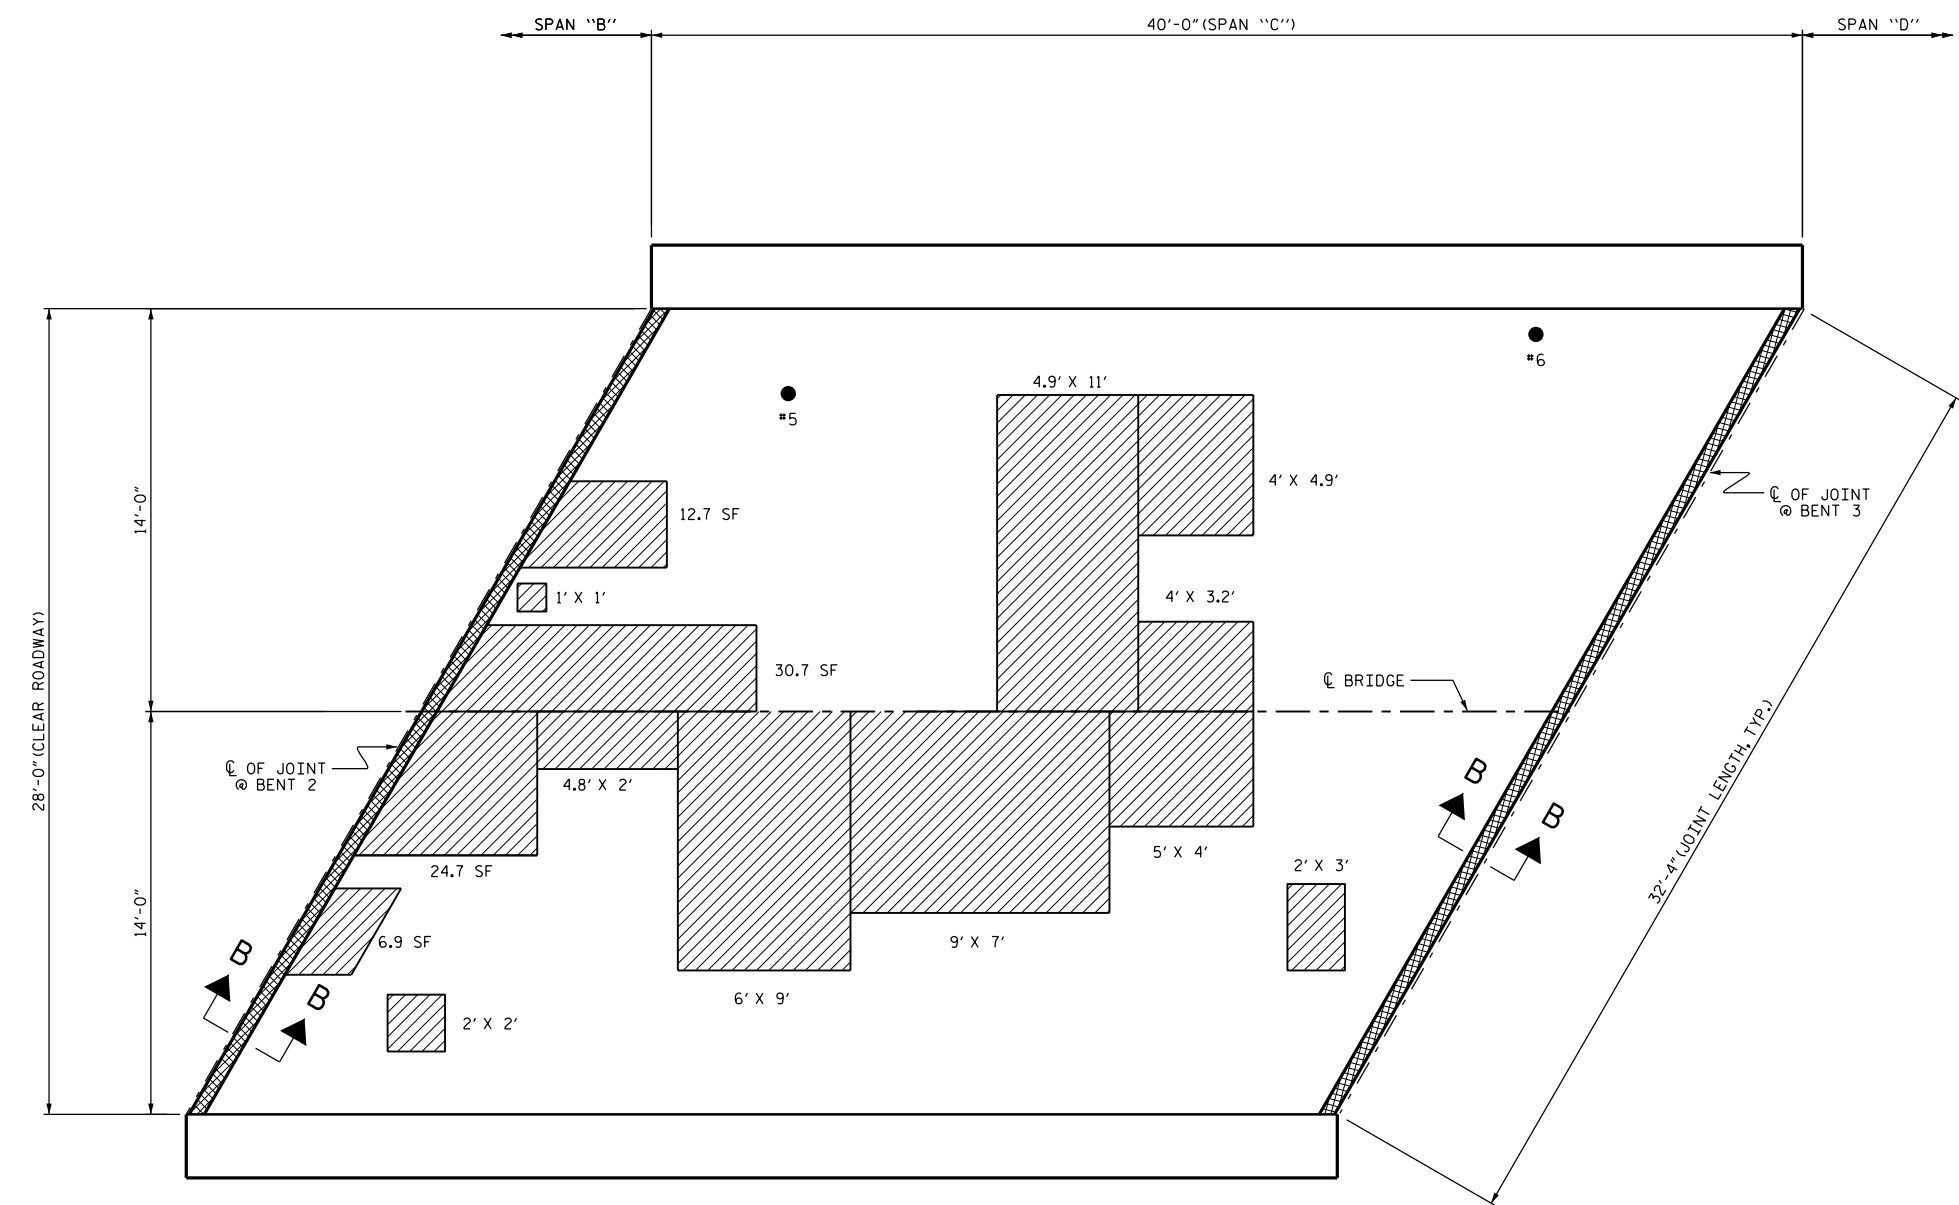 SPAN ‘‘B’’
40'-0" (SPAN ‘‘C’’)
SPAN ‘‘D’’
#6
4.9' X 11'
#5
4' X 4.9'
12.7 SF
℄ OF JOINT
@ BENT 3
14'-0"
1' X 1'
4' X 3.2'
30.7 SF
℄ BRIDGE
28'-0" (CLEAR ROADWAY)
℄ OF JOINT
@ BENT 2
4.8' X 2'
B
B
32'-4" (JOINT LENGTH, TYP.)
5' X 4'
2' X 3'
24.7 SF
14'-0"
6.9 SF
9' X 7'
B
B
6' X 9'
2' X 2'